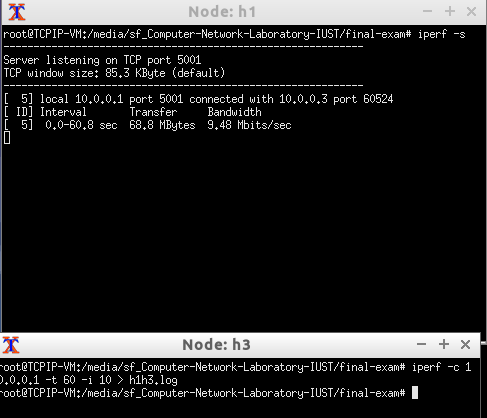 Node: h1
root@TCPIP-VM:/media/sf_Computer-Network-Laboratory-IUST/final-exam# iperf -s
------------------------------------------------------------
Server listening on TCP port 5001
TCP window size: 85.3 KByte (default)
------------------------------------------------------------
[  5] local 10.0.0.1 port 5001 connected with 10.0.0.3 port 60524
[ ID] Interval       Transfer     Bandwidth
[  5]  0.0-60.8 sec  68.8 MBytes  9.48 Mbits/sec
Node: h3
root@TCPIP-VM:/media/sf_Computer-Network-Laboratory-IUST/final-exam# iperf -c 1
0.0.0.1 -t 60 -i 10 > h1h3.log
root@TCPIP-VM:/media/sf_Computer-Network-Laboratory-IUST/final-exam#